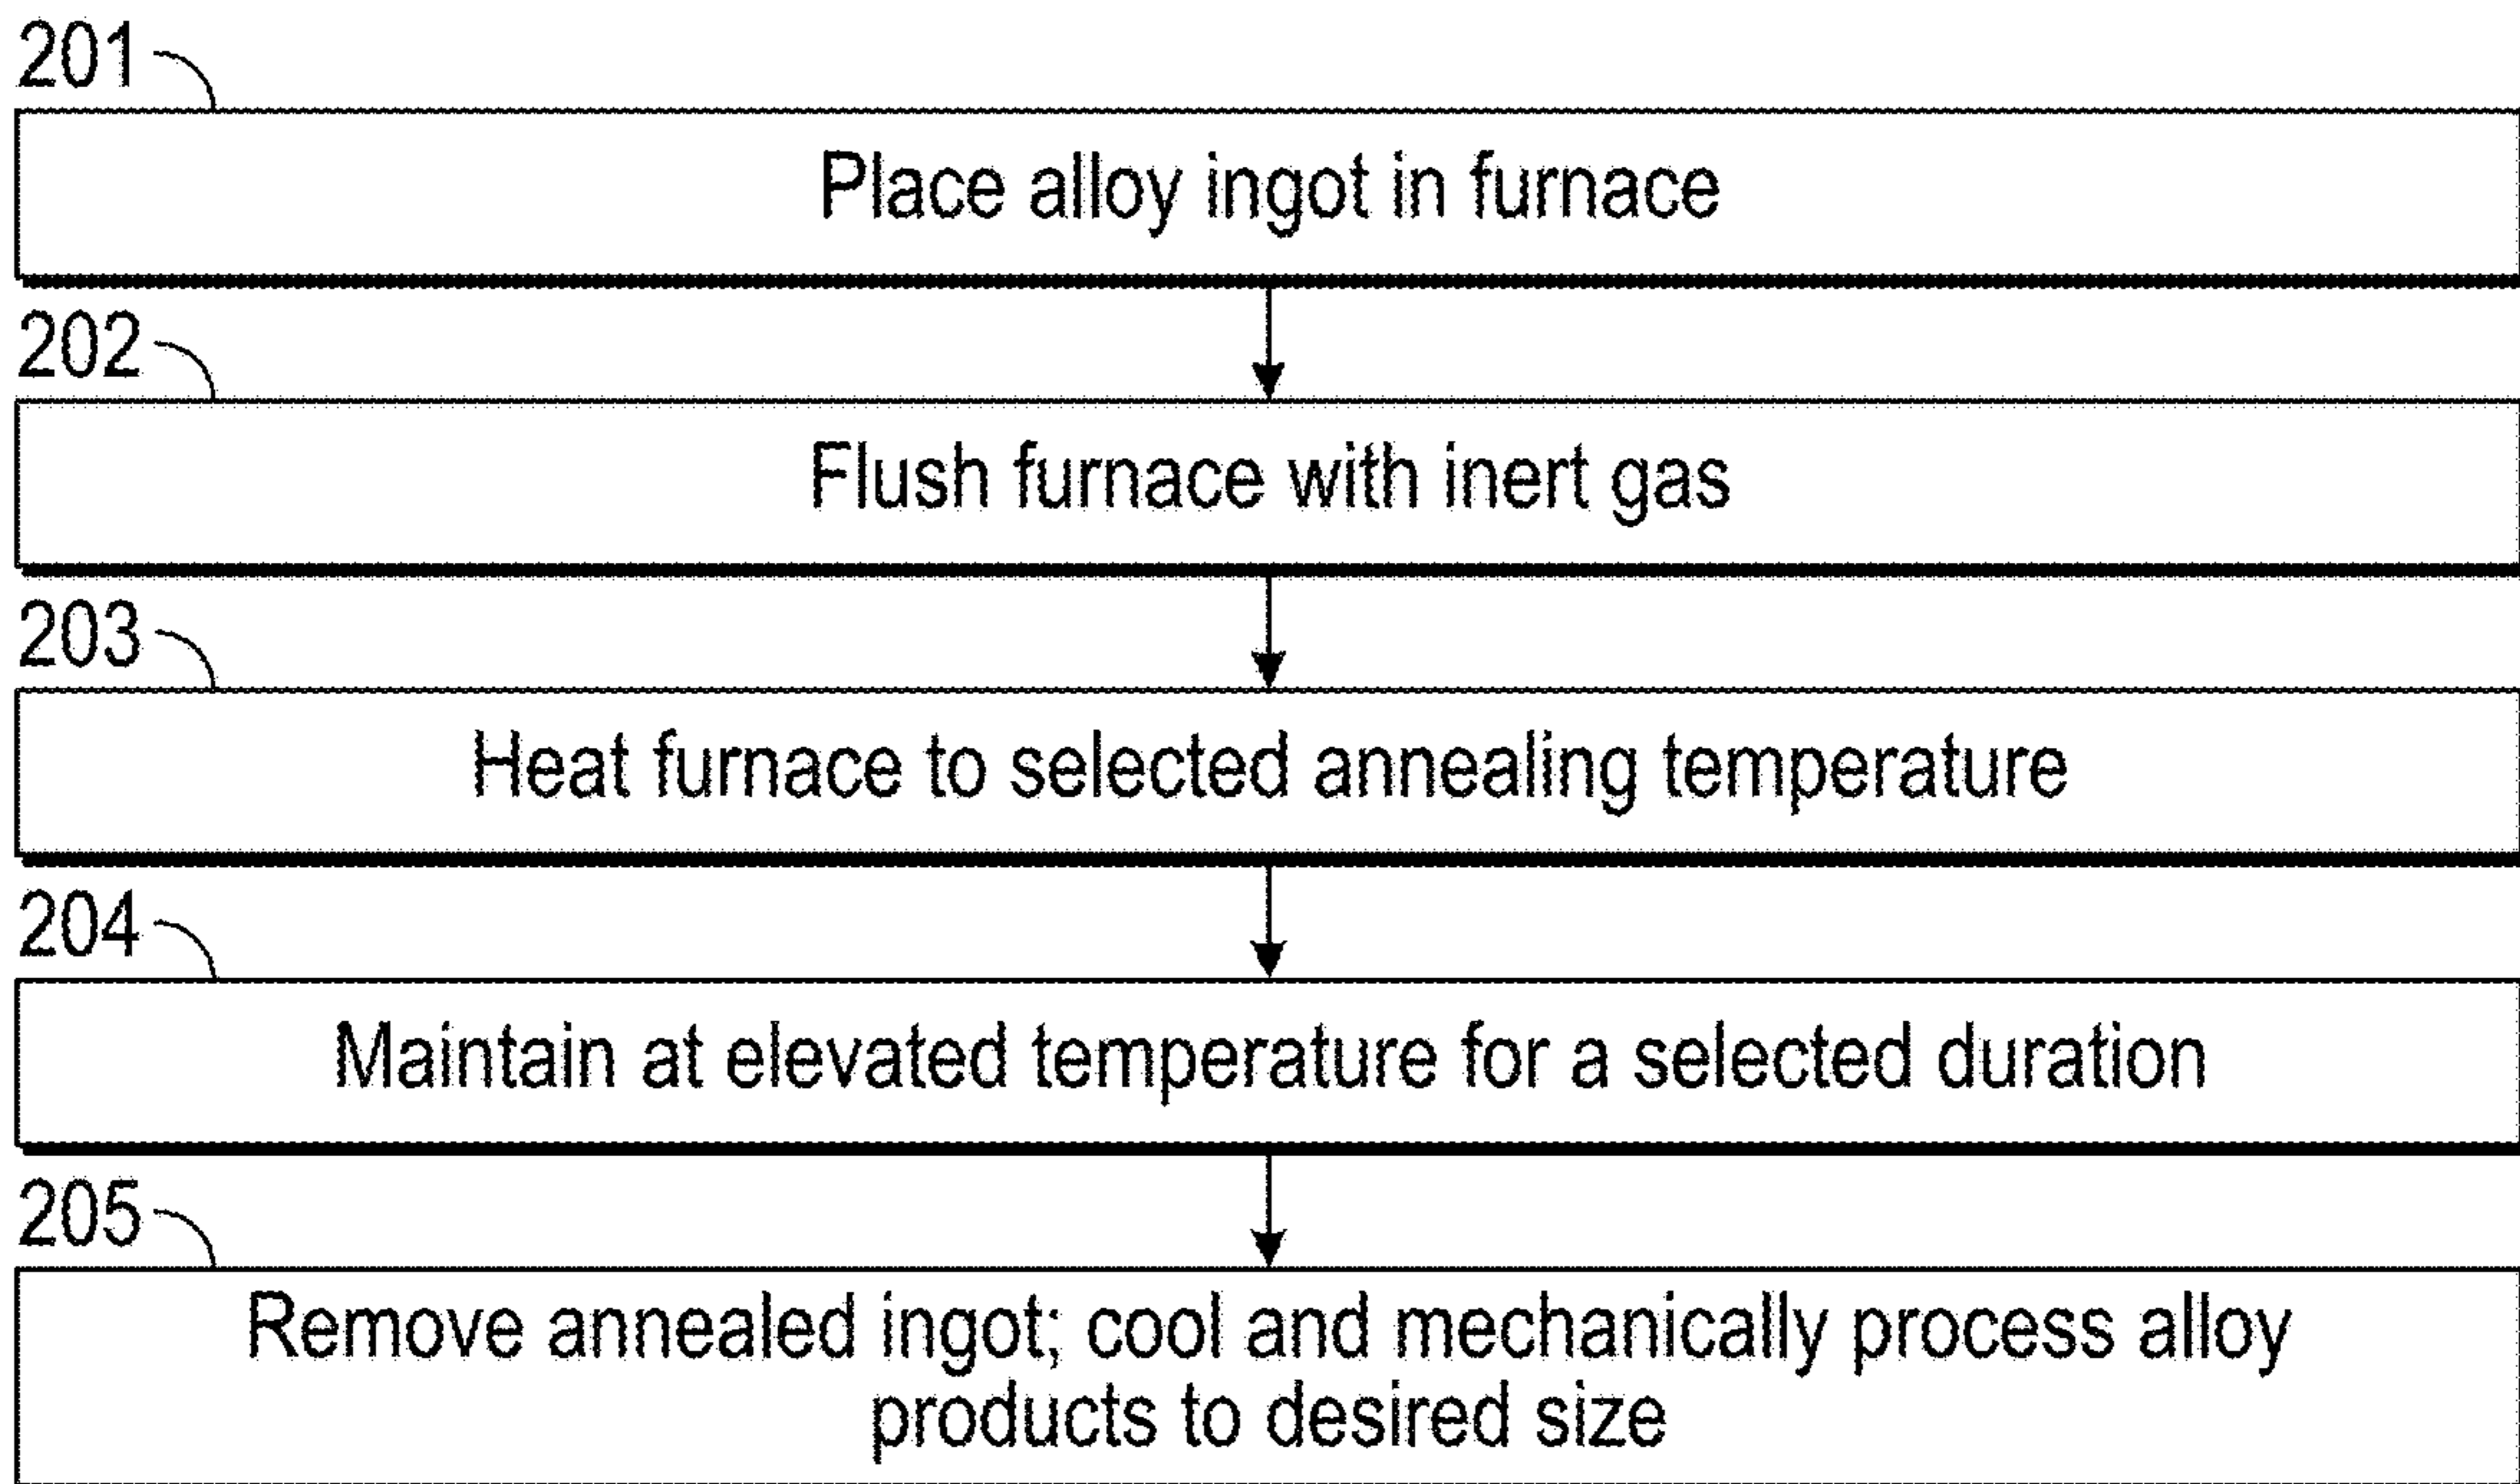 201
Place alloy ingot in furnace
202
Flush furnace with inert gas
203
Heat furnace to selected annealing temperature
204
Maintain at elevated temperature for a selected duration
205
Remove annealed ingot; cool and mechanically process alloy
products to desired size